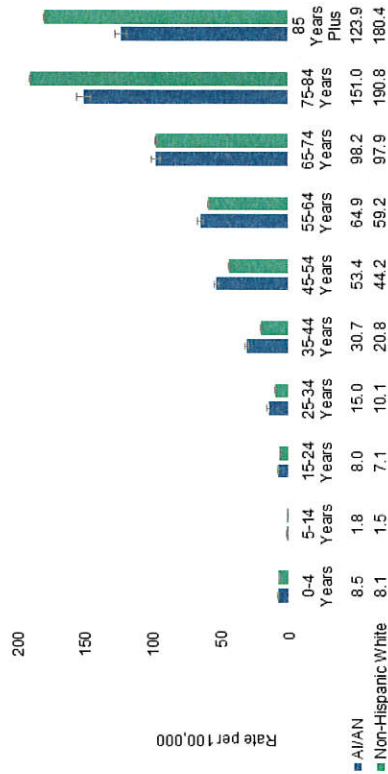 Rate per 100,000
200
150
100
50
0
0-4 Years
5-14 Years
15-24 Years
25-34 Years
35-44 Years
45-54 Years
55-64 Years
65-74 Years
75-84 Years
85 Years Plus
AI/AN 8.5 1.8 8.0 15.0 30.7 53.4 64.9 98.2 151.0 123.9
Non-Hispanic White 8.1 1.5 7.1 10.1 20.8 44.2 59.2 97.9 190.8 180.4